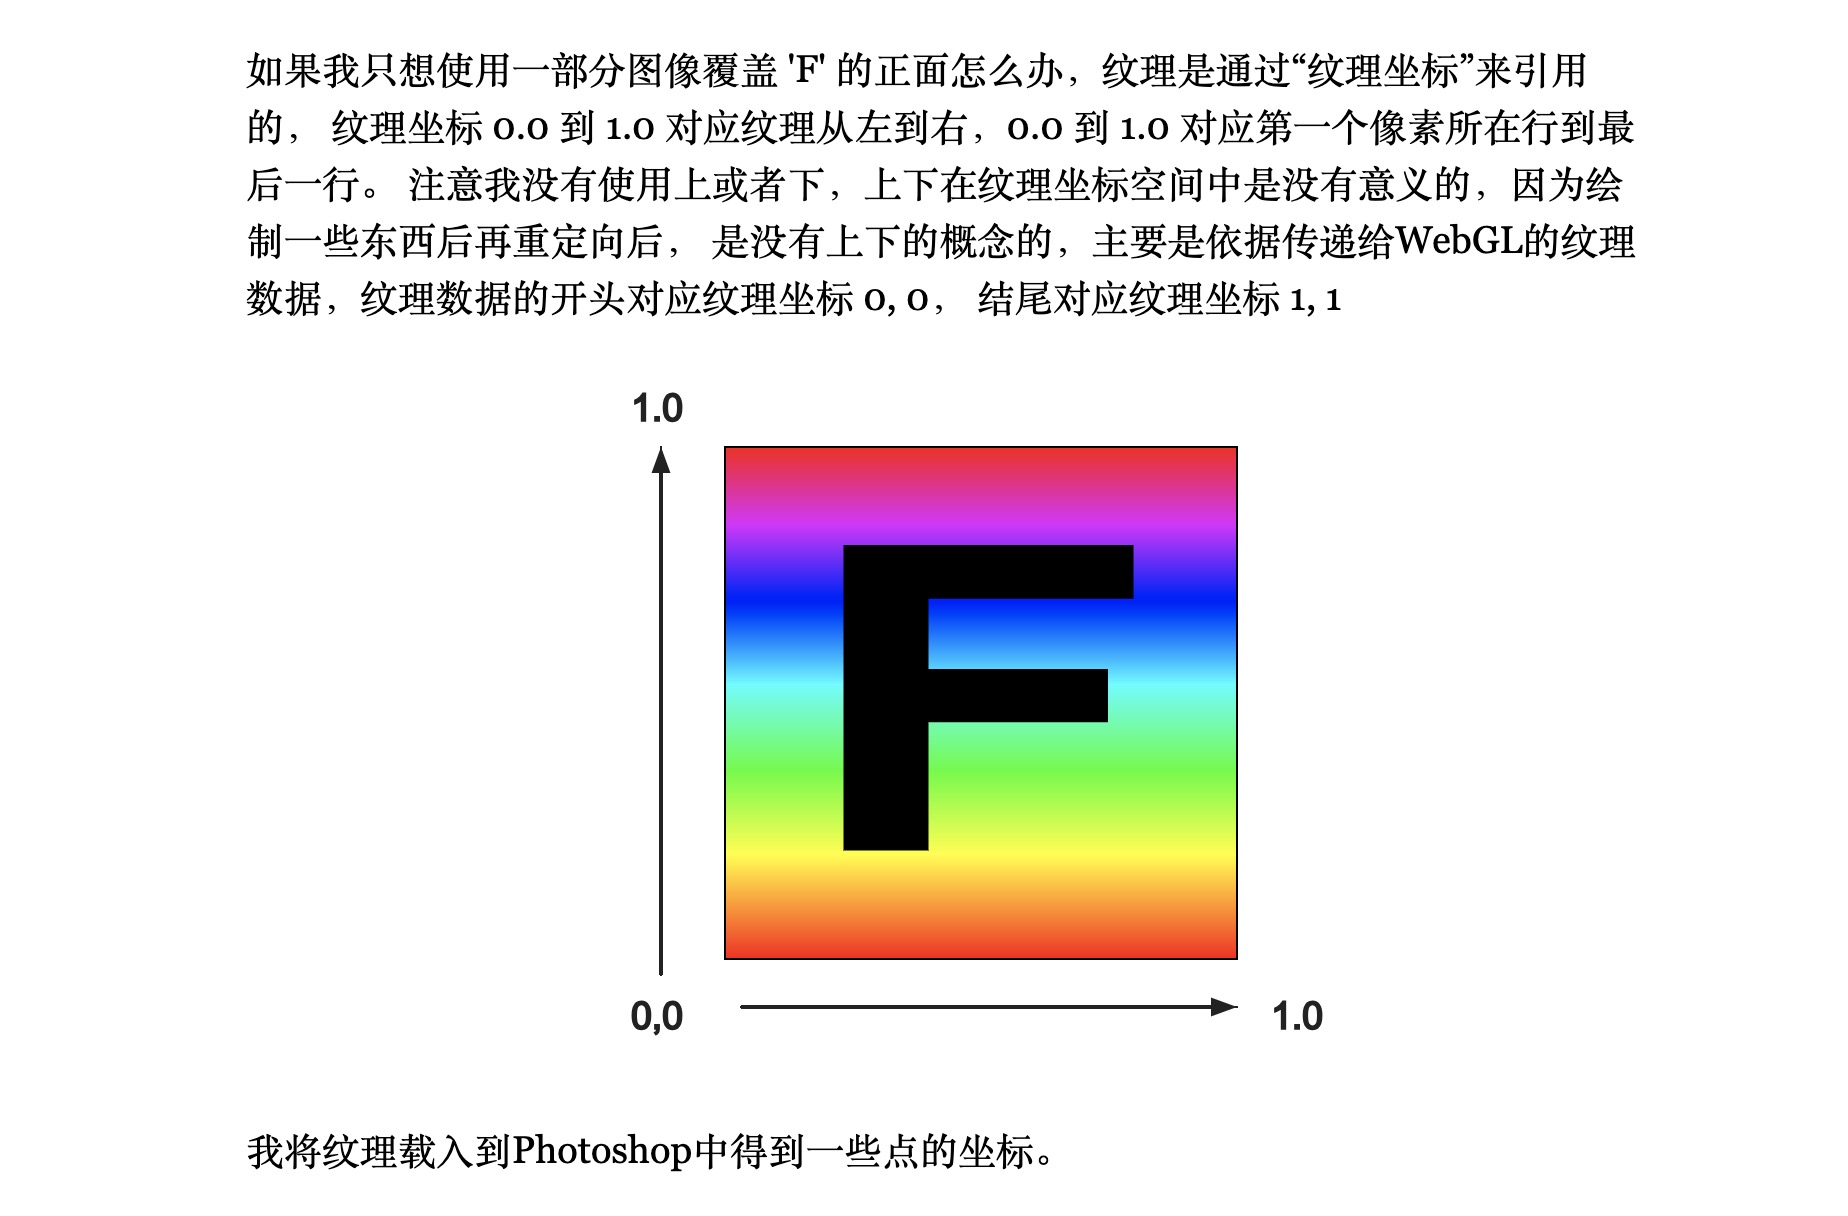 如果我只想使用一部分图像覆盖 'F' 的正面怎么办，纹理是通过“纹理坐标”来引用
的， 纹理坐标 0.0 到 1.0 对应纹理从左到右，0.0 到 1.0 对应第一个像素所在行到最
后一行。 注意我没有使用上或者下，上下在纹理坐标空间中是没有意义的，因为绘
制一些东西后再重定向后， 是没有上下的概念的，主要是依据传递给WebGL的纹理
数据，纹理数据的开头对应纹理坐标 0, 0， 结尾对应纹理坐标 1, 1
1.0
F
0,0
1.0
我将纹理载入到Photoshop中得到一些点的坐标。